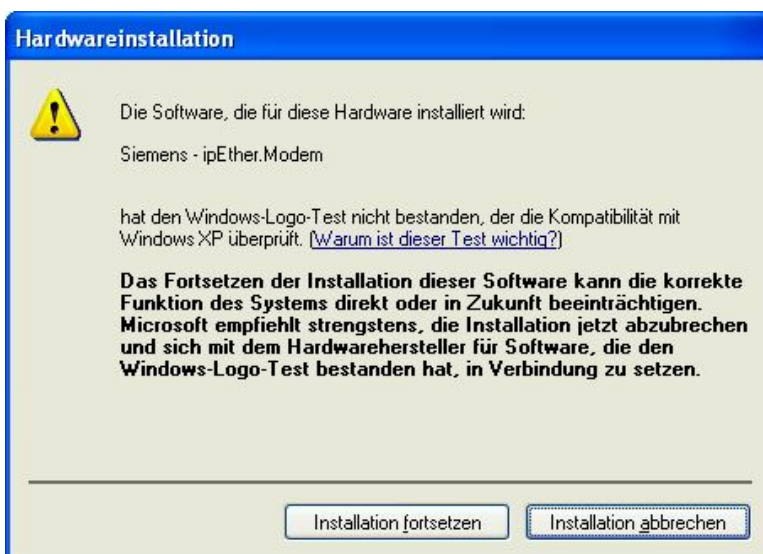 Hardwareinstallation
Die Software, die für diese Hardware installiert wird:
Siemens - ipEther.Modem
hat den Windows-Logo-Test nicht bestanden, der die Kompatibilität mit
Windows XP überprüft. (Warum ist dieser Test wichtig?)
Das Fortsetzen der Installation dieser Software kann die korrekte
Funktion des Systems direkt oder in Zukunft beeinträchtigen.
Microsoft empfiehlt strengstens, die Installation jetzt abzubrechen
und sich mit dem Hardwarehersteller für Software, die den
Windows-Logo-Test bestanden hat, in Verbindung zu setzen.
Installation fortsetzen
Installation abbrechen